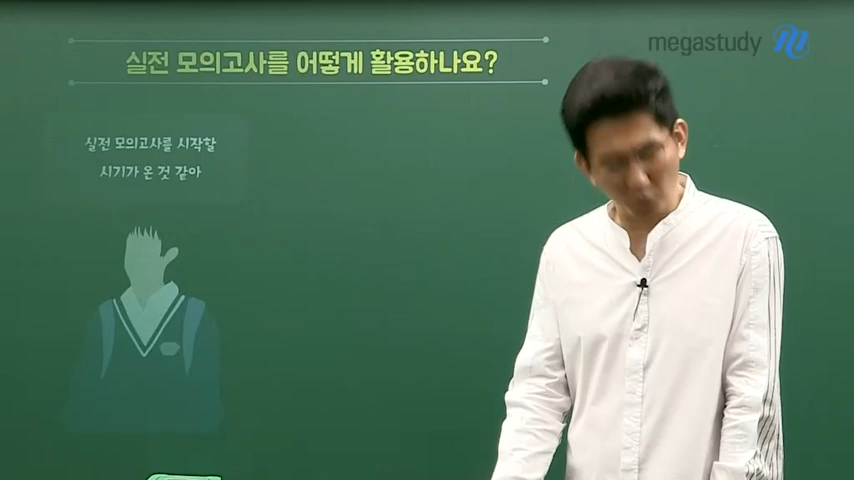 megastudy
실전 모의고사를 어떻게 활용하나요?
실전 모의고사를 시작할
시기가 온 것 같아